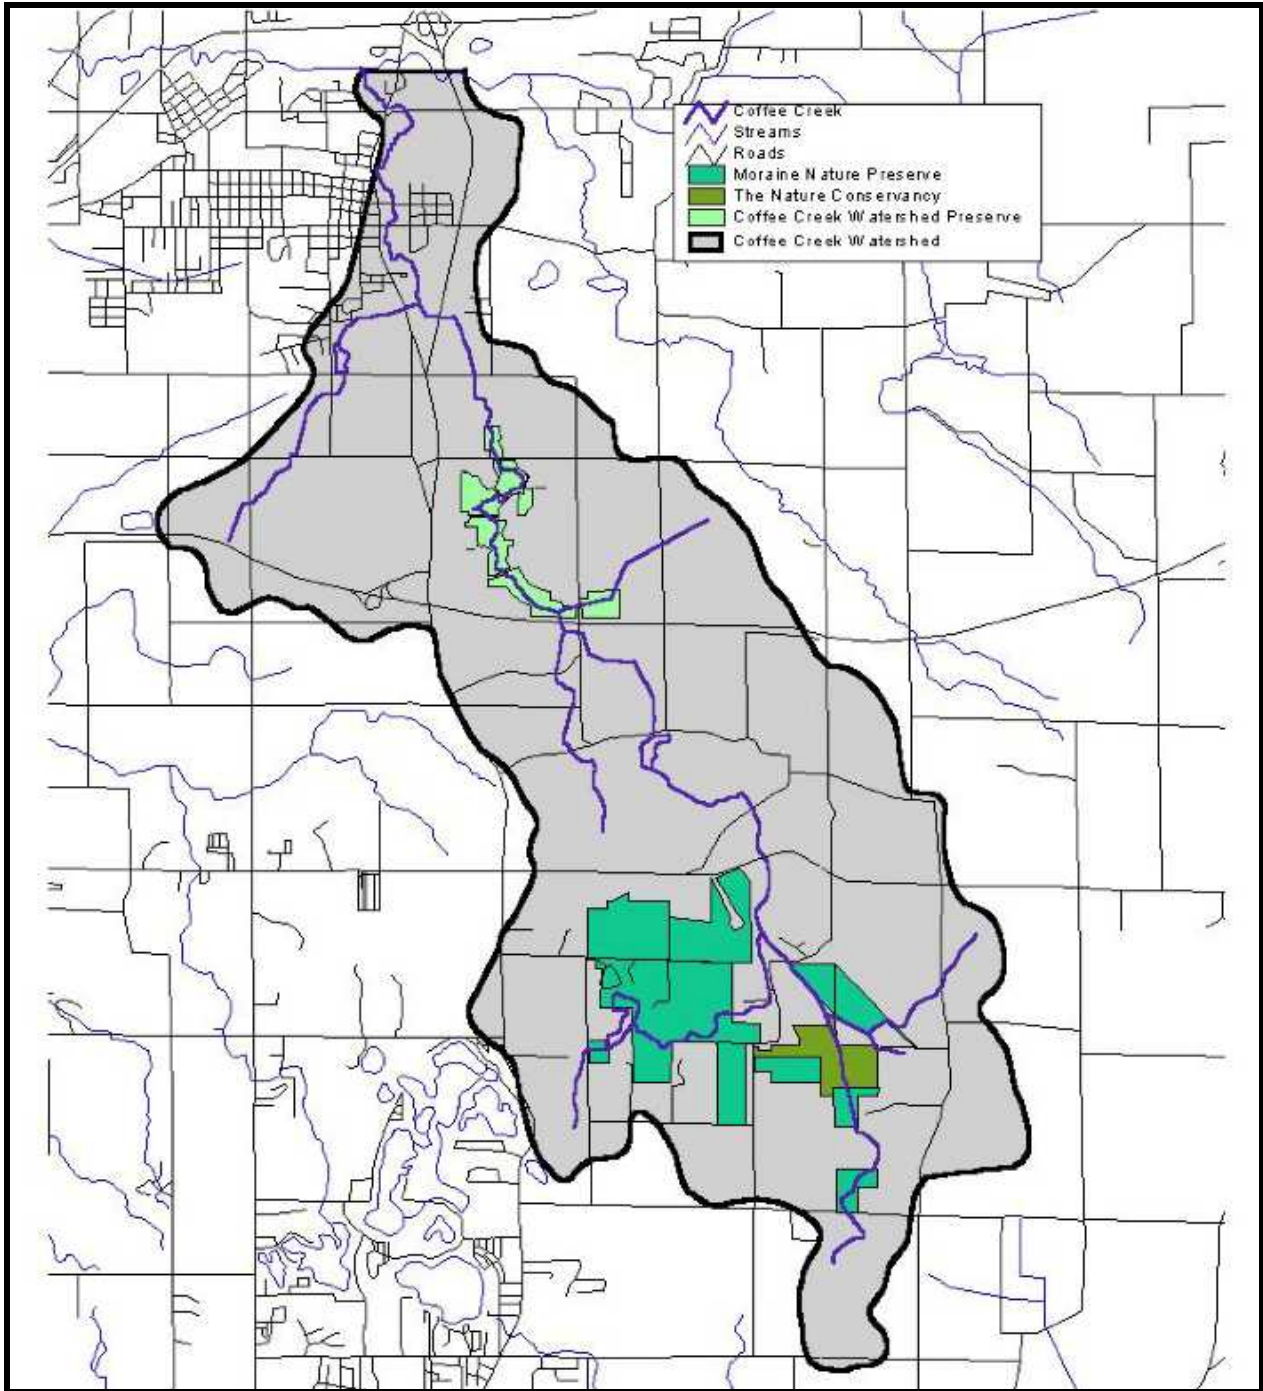 Coffee Creek
Streams
Roads
Moraine Nature Preserve
The Nature Conservancy
Coffee Creek Watershed Preserve
Coffee Creek Watershed